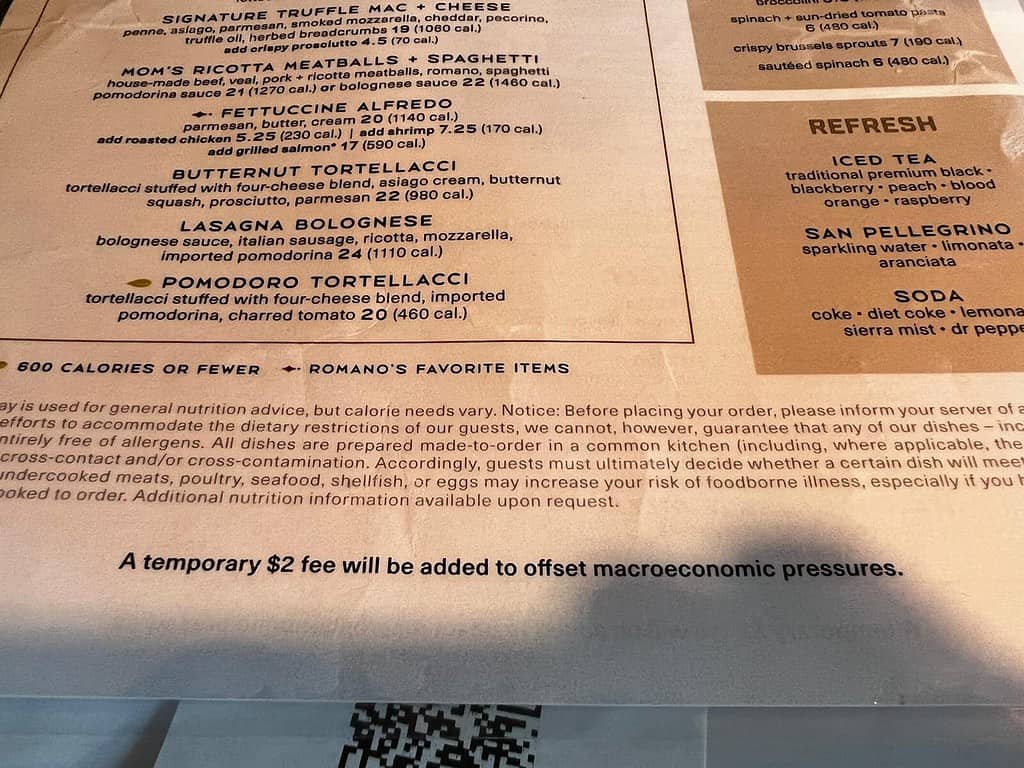 SIGNATURE TRUFFLE MAC + CHEESE
penne, asiago, parmesan, smoked mozzarella, cheddar, pecorino,
truffle oil, herbed breadcrumbs 19 (1080 cal.)
add crispy prosciutto 4.5 (70 cal.)
MOM'S RICOTTA MEATBALLS + SPAGHETTI
house-made beef, veal, pork + ricotta meatballs, romano, spaghetti
pomodorina sauce 21 (1270 cal.) or bolognese sauce 22 (1460 cal.)
FETTUCCINE ALFREDO
parmesan, butter, cream 20 (1140 cal.)
add roasted chicken 5.25 (230 cal.) | add shrimp 7.25 (170 cal.)
add grilled salmon* 17 (590 cal.)
BUTTERNUT TORTELLACCI
tortellacci stuffed with four-cheese blend, asiago cream, butternut
squash, prosciutto, parmesan 22 (980 cal.)
LASAGNA BOLOGNESE
bolognese sauce, italian sausage, ricotta, mozzarella,
imported pomodorina 24 (1110 cal.)
POMODORO TORTELLACCI
tortellacci stuffed with four-cheese blend, imported
pomodorina, charred tomato 20 (460 cal.)
600 CALORIES OR FEWER
ROMANO'S FAVORITE ITEMS
broccolini
spinach + sun-dried tomato pasta
6 (480 cal.)
crispy brussels sprouts 7 (190 cal.)
sautéed spinach 6 (480 cal.)
REFRESH
ICED TEA
traditional premium black •
blackberry • peach • blood
orange • raspberry
SAN PELLEGRINO
sparkling water • limonata •
aranciata
SODA
coke • diet coke • lemona
sierra mist • dr peppe
ay is used for general nutrition advice, but calorie needs vary. Notice: Before placing your order, please inform your server of a
efforts to accommodate the dietary restrictions of our guests, we cannot, however, guarantee that any of our dishes – inc
ntirely free of allergens. All dishes are prepared made-to-order in a common kitchen (including, where applicable, the
cross-contact and/or cross-contamination. Accordingly, guests must ultimately decide whether a certain dish will meet
undercooked meats, poultry, seafood, shellfish, or eggs may increase your risk of foodborne illness, especially if you h
ooked to order. Additional nutrition information available upon request.
A temporary $2 fee will be added to offset macroeconomic pressures.